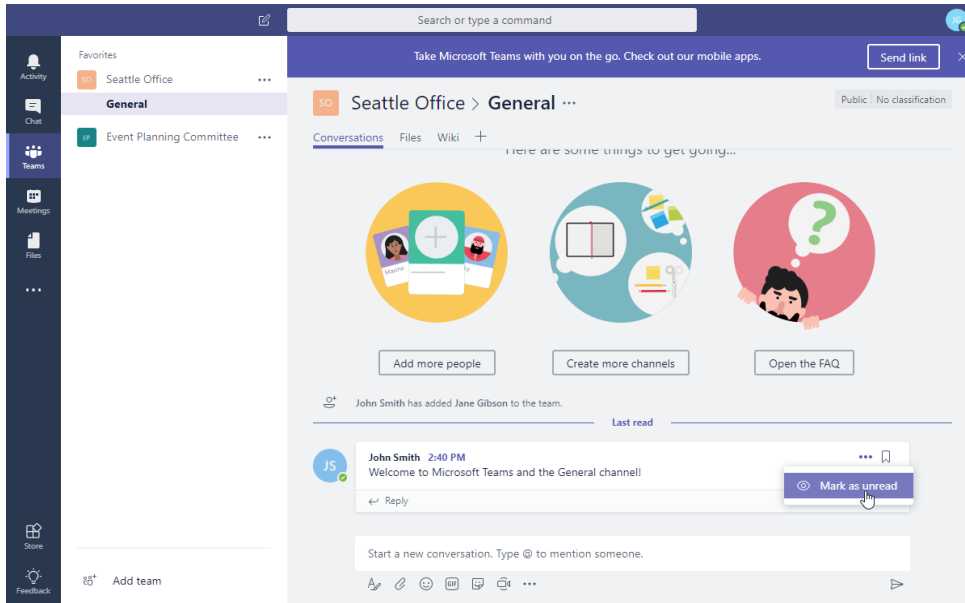 Search or type a command
JG
Activity
Chat
Teams
Meetings
Files
Store
Feedback
Favorites
SO Seattle Office
General
EP Event Planning Committee
Add team
Take Microsoft Teams with you on the go. Check out our mobile apps.
Send link
SO Seattle Office > General
Public No classification
Conversations Files Wiki
Here are some things to get going...
Maxine
Add more people
Create more channels
Open the FAQ
John Smith has added Jane Gibson to the team.
Last read
JS
John Smith 2:40 PM
Welcome to Microsoft Teams and the General channel!
Mark as unread
Reply
Start a new conversation. Type @ to mention someone.
GIF